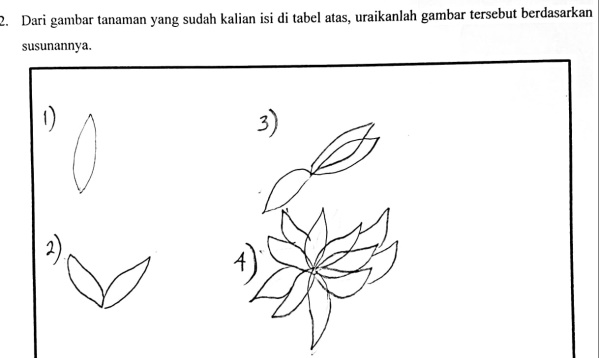 2. Dari gambar tanaman yang sudah kalian isi di tabel atas, uraikanlah gambar tersebut berdasarkan
susunannya.
1)
3)
2)
4)